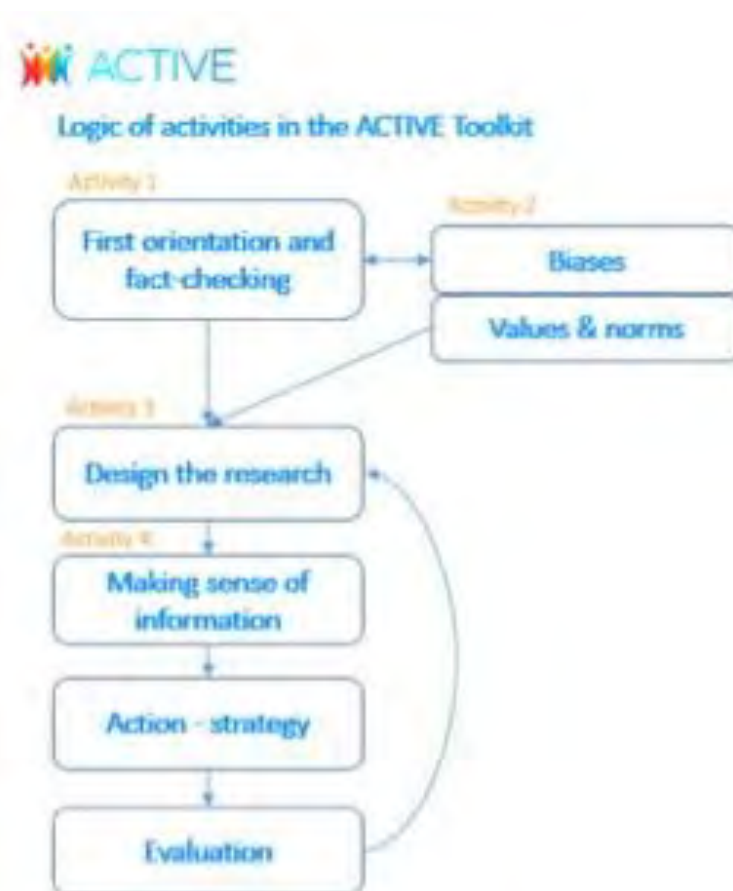 ACTIVE
Logic of activities in the ACTIVE Toolkit
Activity 1
Activity 2
First orientation and
fact-checking
Biases
Values & norms
Activity 3
Design the research
Activity 4
Making sense of
information
Action - strategy
Evaluation